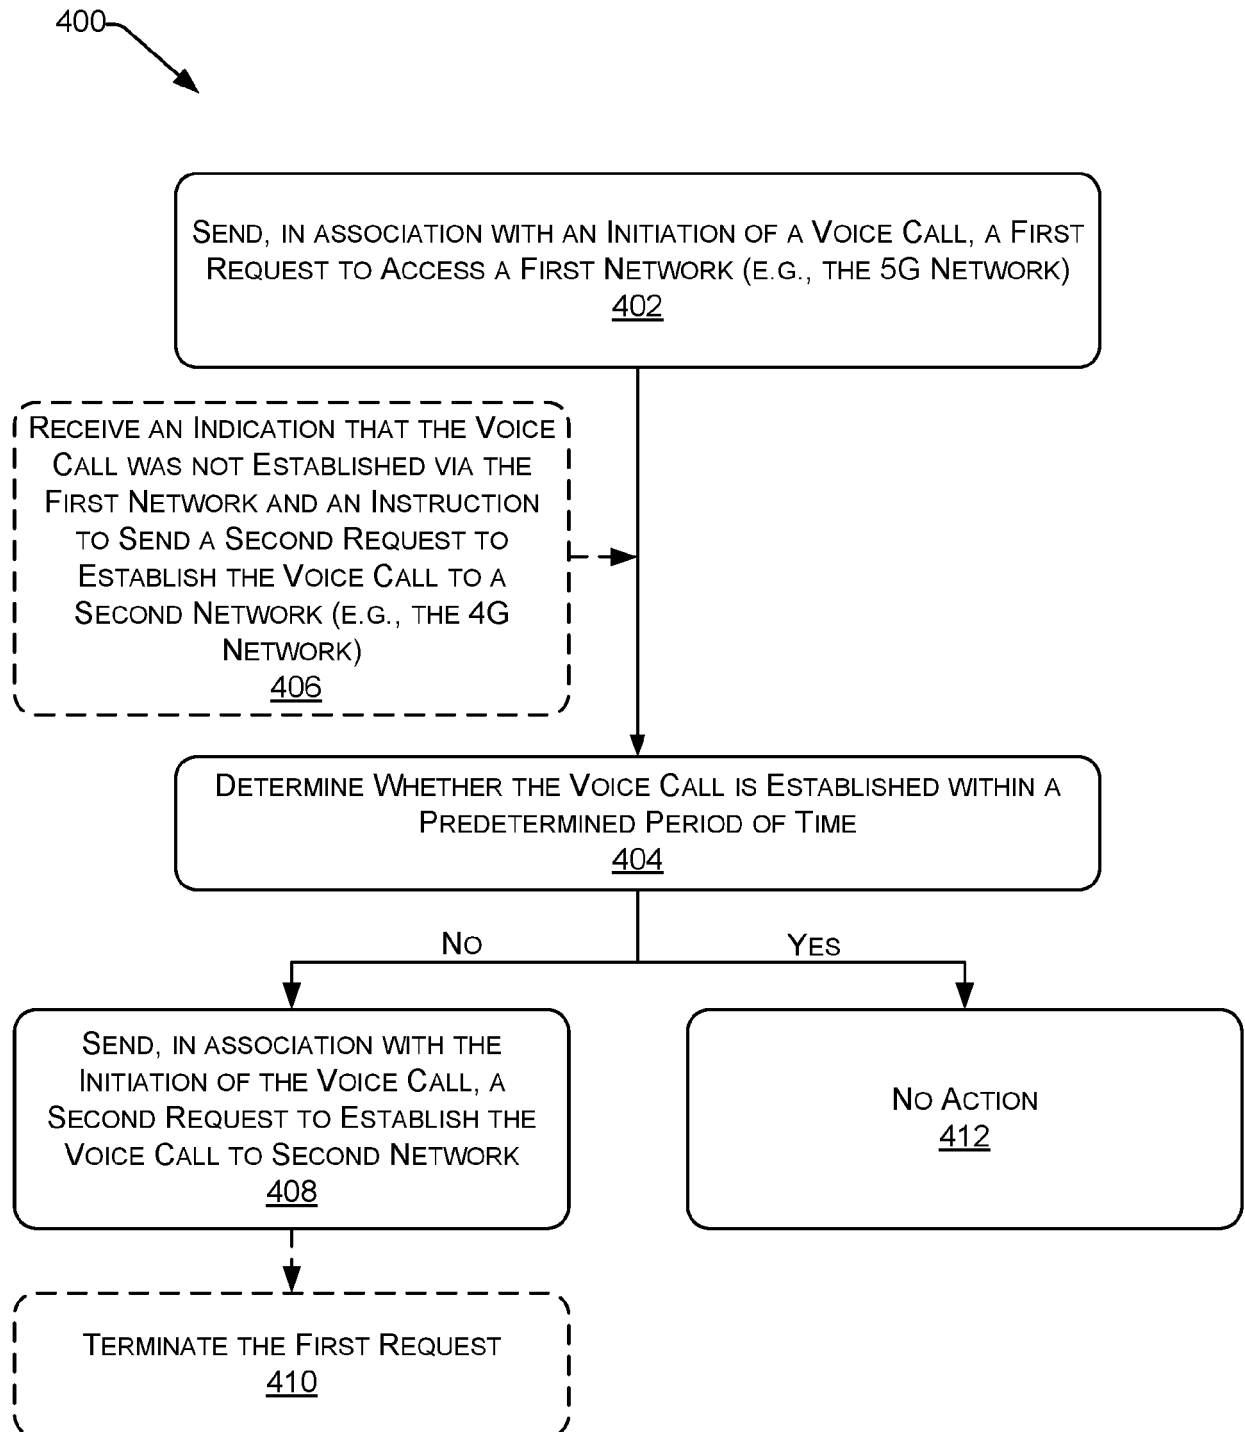 400
SEND, IN ASSOCIATION WITH AN INITIATION OF A VOICE CALL, A FIRST
REQUEST TO ACCESS A FIRST NETWORK (E.G., THE 5G NETWORK)
402
RECEIVE AN INDICATION THAT THE VOICE
CALL WAS NOT ESTABLISHED VIA THE
FIRST NETWORK AND AN INSTRUCTION
TO SEND A SECOND REQUEST TO
ESTABLISH THE VOICE CALL TO A
SECOND NETWORK (E.G., THE 4G
NETWORK)
406
DETERMINE WHETHER THE VOICE CALL IS ESTABLISHED WITHIN A
PREDETERMINED PERIOD OF TIME
404
NO
YES
SEND, IN ASSOCIATION WITH THE
INITIATION OF THE VOICE CALL, A
SECOND REQUEST TO ESTABLISH THE
VOICE CALL TO SECOND NETWORK
408
NO ACTION
412
TERMINATE THE FIRST REQUEST
410